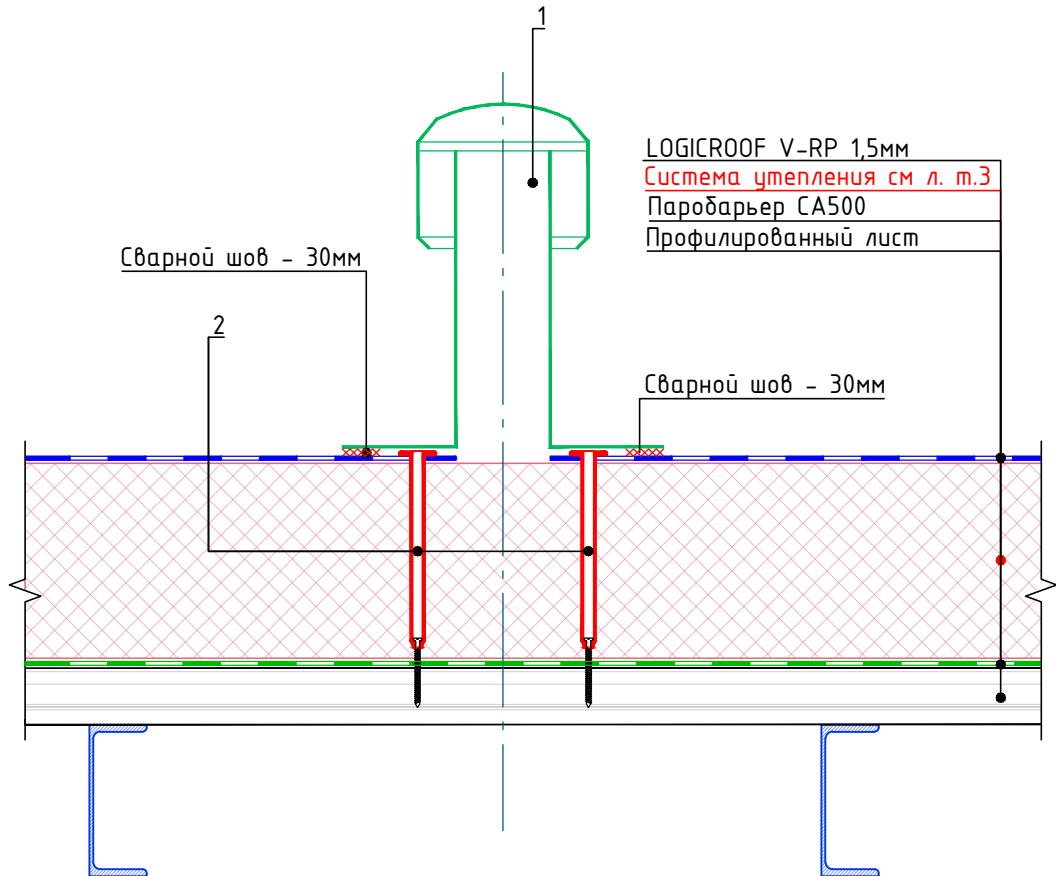 1
LOGICROOF V-RP 1,5мм
Система утепления см л. т.3
Паробарьер СА500
Профилированный лист
Сварной шов - 30мм
2
Сварной шов - 30мм